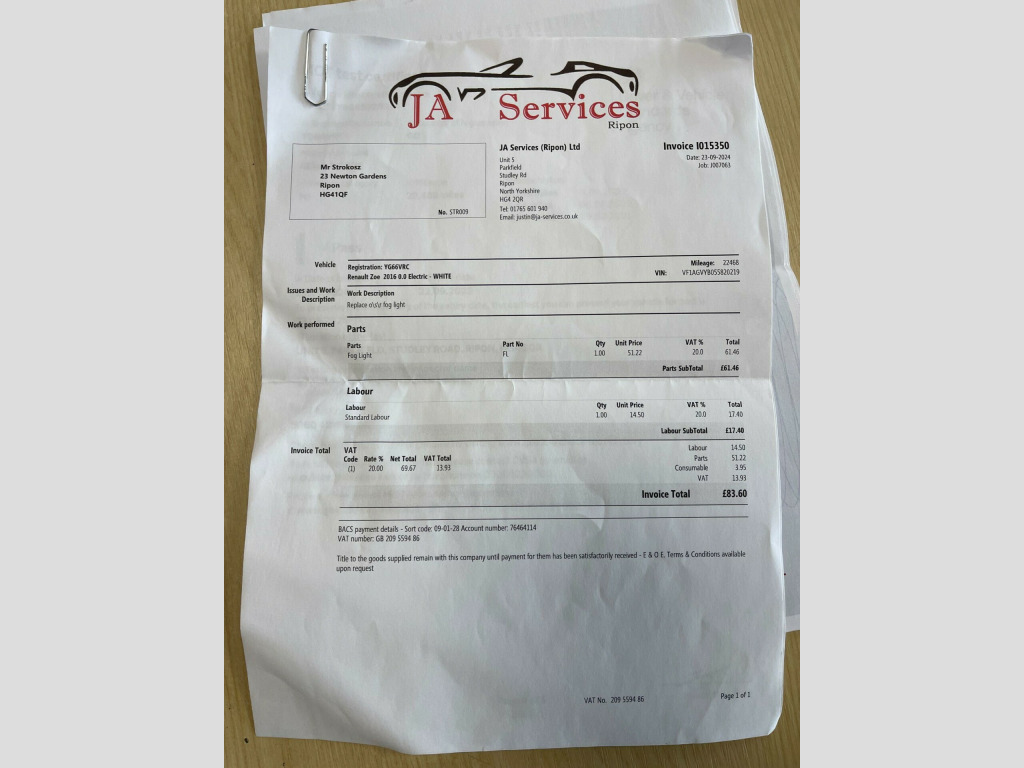 JA Services
Ripon
Mr Strokosz
23 Newton Gardens
Ripon
HG41QF
No. STR009
JA Services (Ripon) Ltd
Unit 5
Parkfield
Studley Rd
Ripon
North Yorkshire
HG4 2QR
Tel: 01765 601 940
Email: justin@ja-services.co.uk
Invoice I015350
Date: 23-09-2024
Job: J007063
Vehicle
Registration: YG66VRC
Mileage: 22468
Renault Zoe 2016 0.0 Electric - WHITE
VIN: VF1AGVYB055820219
Issues and Work Description
Work Description
Replace o\s\r fog light
Work performed
Parts
Parts Part No Qty Unit Price VAT % Total
Fog Light FL 1.00 51.22 20.0 61.46
Parts SubTotal £61.46
Labour
Labour Qty Unit Price VAT % Total
Standard Labour 1.00 14.50 20.0 17.40
Labour SubTotal £17.40
Invoice Total
VAT
Code Rate % Net Total VAT Total
(1) 20.00 69.67 13.93
Labour 14.50
Parts 51.22
Consumable 3.95
VAT 13.93
Invoice Total £83.60
BACS payment details - Sort code: 09-01-28 Account number: 76464114
VAT number: GB 209 5594 86
Title to the goods supplied remain with this company until payment for them has been satisfactorily received - E & O E, Terms & Conditions available
upon request
VAT No. 209 5594 86
Page 1 of 1